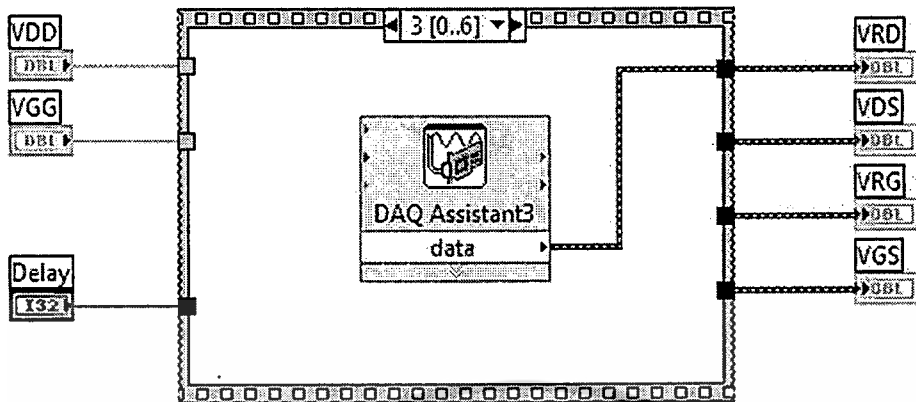 VDD
DBL
VGG
DBL
Delay
I32
3 [0..6]
DAQ Assistant3
data
VRD
DBL
VDS
DBL
VRG
DBL
VGS
DBL